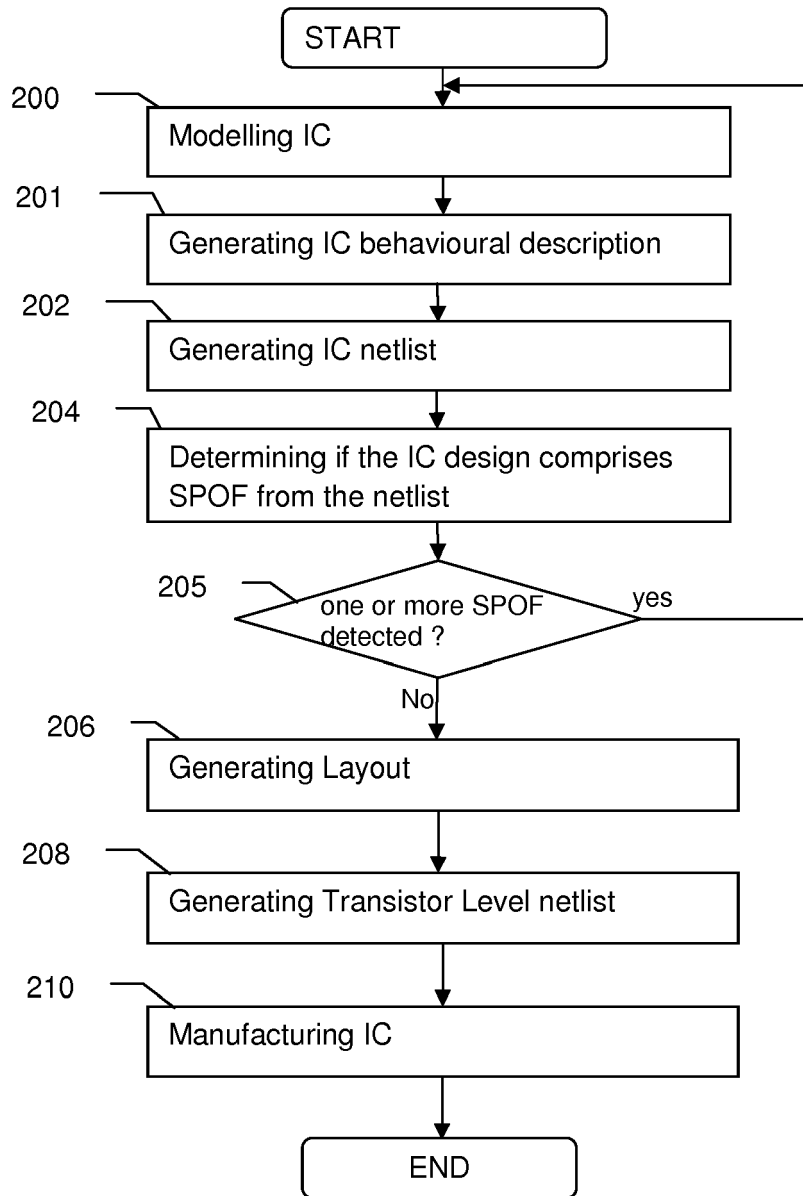 START
200
Modelling IC
201
Generating IC behavioural description
202
Generating IC netlist
204
Determining if the IC design comprises
SPOF from the netlist
205
one or more SPOF
detected ?
yes
No
206
Generating Layout
208
Generating Transistor Level netlist
210
Manufacturing IC
END